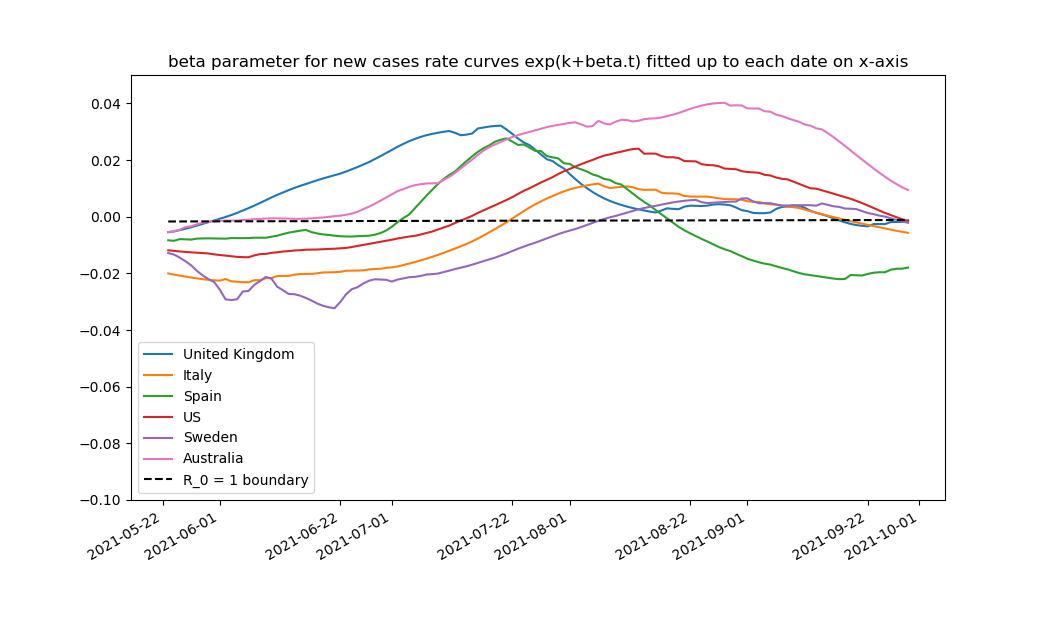 beta parameter for new cases rate curves exp(k+beta.t) fitted up to each date on x-axis
0.04
0.02
0.00
−0.02
−0.04
−0.06
−0.08
−0.10
United Kingdom
Italy
Spain
US
Sweden
Australia
R_0 = 1 boundary
2021-05-22
2021-06-01
2021-06-22
2021-07-01
2021-07-22
2021-08-01
2021-08-22
2021-09-01
2021-09-22
2021-10-01